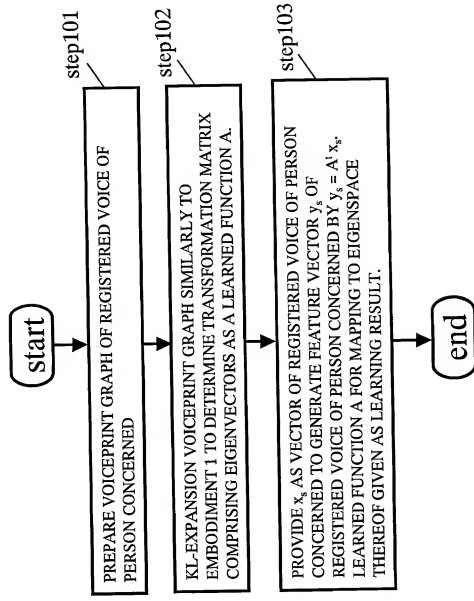 start
step101
PREPARE VOICEPRINT GRAPH OF REGISTERED VOICE OF
PERSON CONCERNED
step102
KL-EXPANSION VOICEPRINT GRAPH SIMILARLY TO
EMBODIMENT 1 TO DETERMINE TRANSFORMATION MATRIX
COMPRISING EIGENVECTORS AS A LEARNED FUNCTION A.
step103
PROVIDE xₛ AS VECTOR OF REGISTERED VOICE OF PERSON
CONCERNED TO GENERATE FEATURE VECTOR yₛ OF
REGISTERED VOICE OF PERSON CONCERNED BY yₛ = Aᵗ xₛ.
LEARNED FUNCTION A FOR MAPPING TO EIGENSPACE
THEREOF GIVEN AS LEARNING RESULT.
end